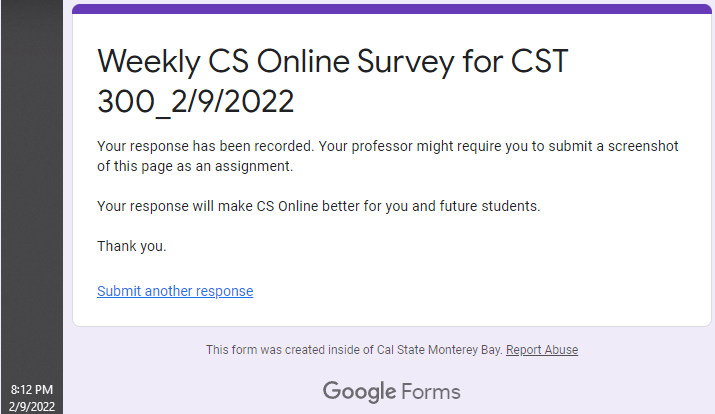 Weekly CS Online Survey for CST
300_2/9/2022
Your response has been recorded. Your professor might require you to submit a screenshot
of this page as an assignment.
Your response will make CS Online better for you and future students.
Thank you.
Submit another response
This form was created inside of Cal State Monterey Bay. Report Abuse
Google Forms
8:12 PM
2/9/2022